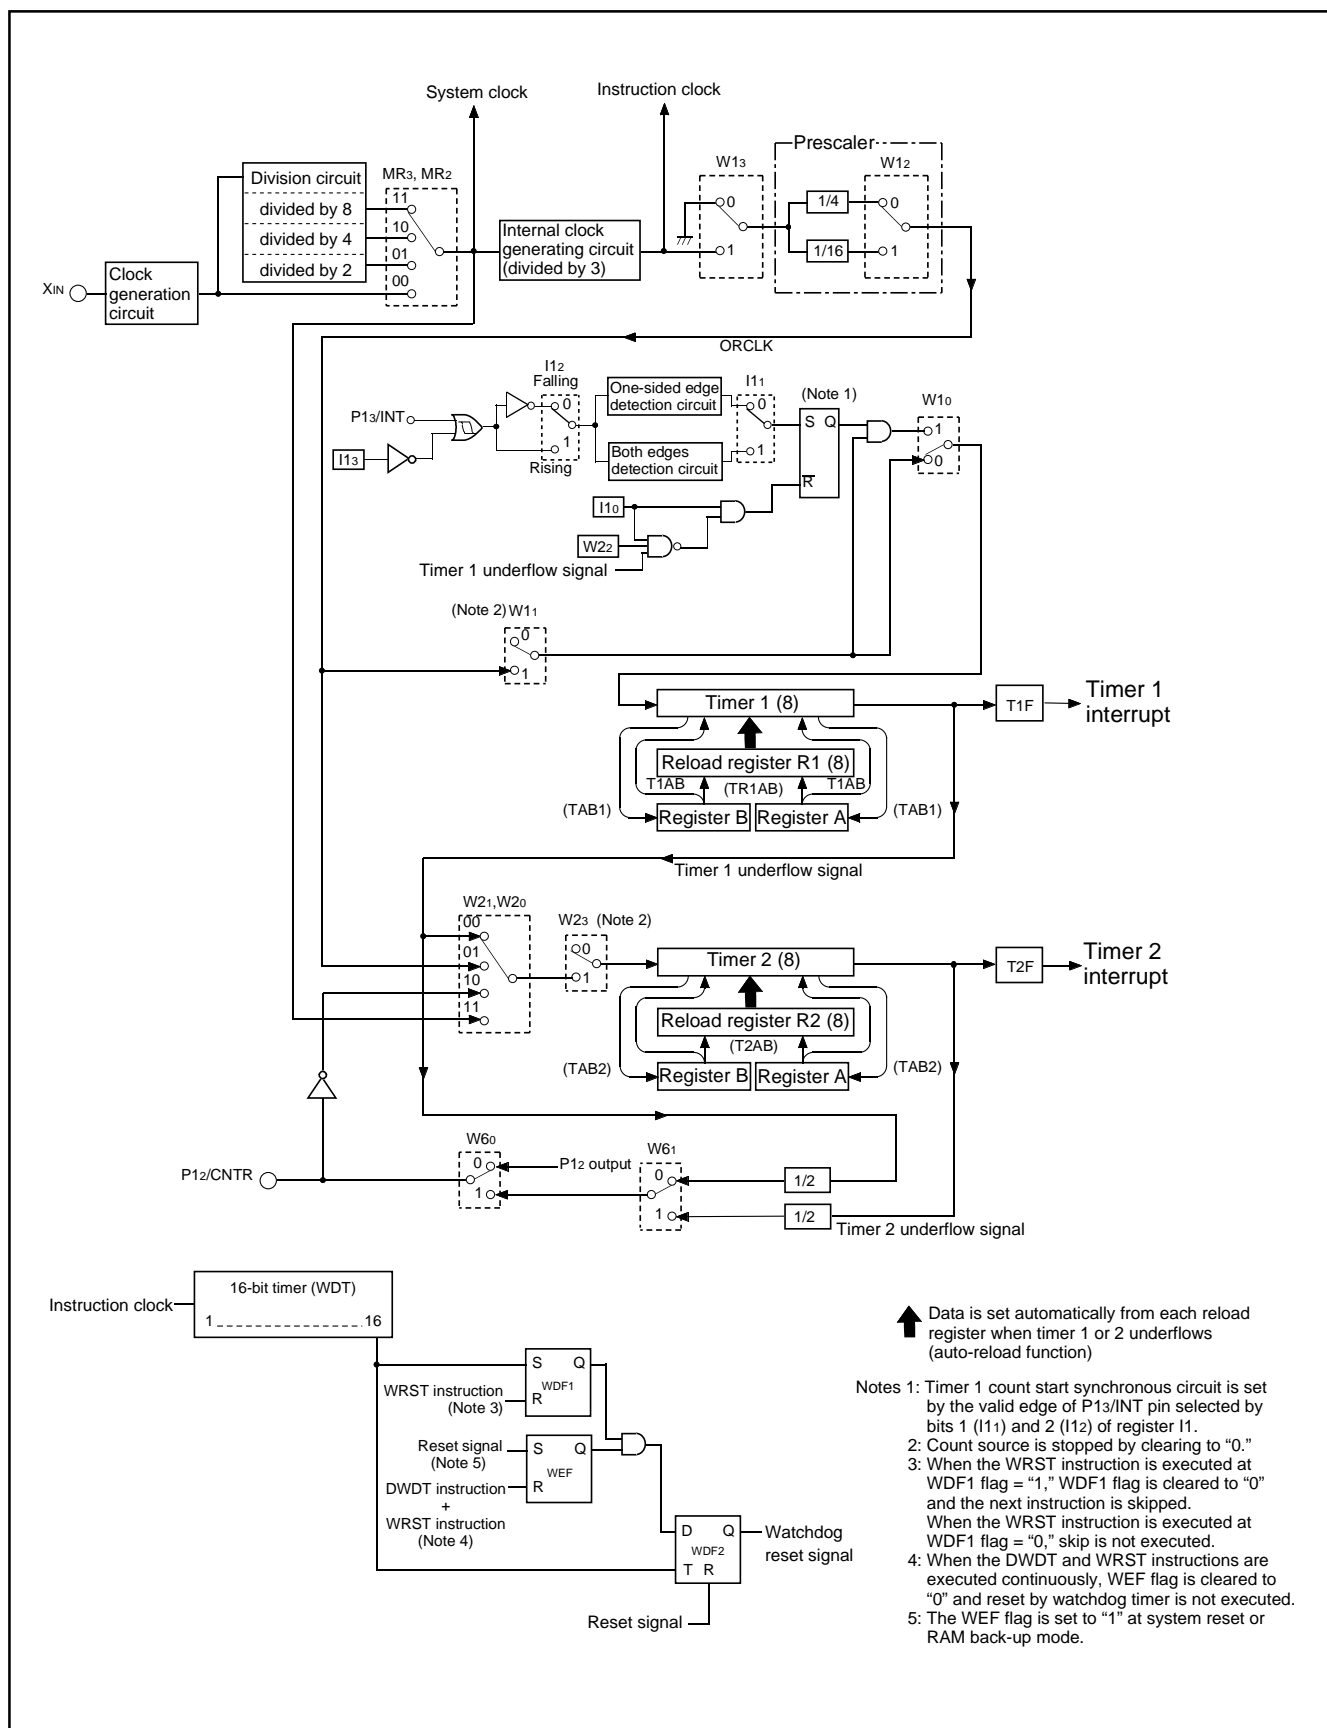 System clock
Instruction clock
Prescaler
W13
W12
Division circuit
divided by 8
divided by 4
divided by 2
MR3, MR2
11
10
01
00
Internal clock
generating circuit
(divided by 3)
0
1
1/4
1/16
0
1
XIN
Clock
generation
circuit
ORCLK
I12
Falling
0
1
Rising
P13/INT
I13
One-sided edge
detection circuit
Both edges
detection circuit
I11
0
1
(Note 1)
S Q
R
W10
1
0
I10
W22
Timer 1 underflow signal
(Note 2) W11
0
1
Timer 1 (8)
T1F
Timer 1
interrupt
Reload register R1 (8)
T1AB
(TR1AB)
T1AB
(TAB1)
Register B
Register A
(TAB1)
Timer 1 underflow signal
W21,W20
00
01
10
11
W23 (Note 2)
0
1
Timer 2 (8)
T2F
Timer 2
interrupt
Reload register R2 (8)
(T2AB)
(TAB2)
Register B
Register A
(TAB2)
P12/CNTR
W60
0
1
P12 output
W61
0
1
1/2
1/2
Timer 2 underflow signal
16-bit timer (WDT)
1 16
Instruction clock
S Q
WDF1
R
WRST instruction
(Note 3)
Reset signal
(Note 5)
S Q
WEF
R
DWDT instruction
+
WRST instruction
(Note 4)
D Q
WDF2
T R
Watchdog
reset signal
Reset signal
Data is set automatically from each reload
register when timer 1 or 2 underflows
(auto-reload function)
Notes 1: Timer 1 count start synchronous circuit is set
by the valid edge of P13/INT pin selected by
bits 1 (I11) and 2 (I12) of register I1.
2: Count source is stopped by clearing to “0.”
3: When the WRST instruction is executed at
WDF1 flag = “1,” WDF1 flag is cleared to “0”
and the next instruction is skipped.
When the WRST instruction is executed at
WDF1 flag = “0,” skip is not executed.
4: When the DWDT and WRST instructions are
executed continuously, WEF flag is cleared to
“0” and reset by watchdog timer is not executed.
5: The WEF flag is set to “1” at system reset or
RAM back-up mode.